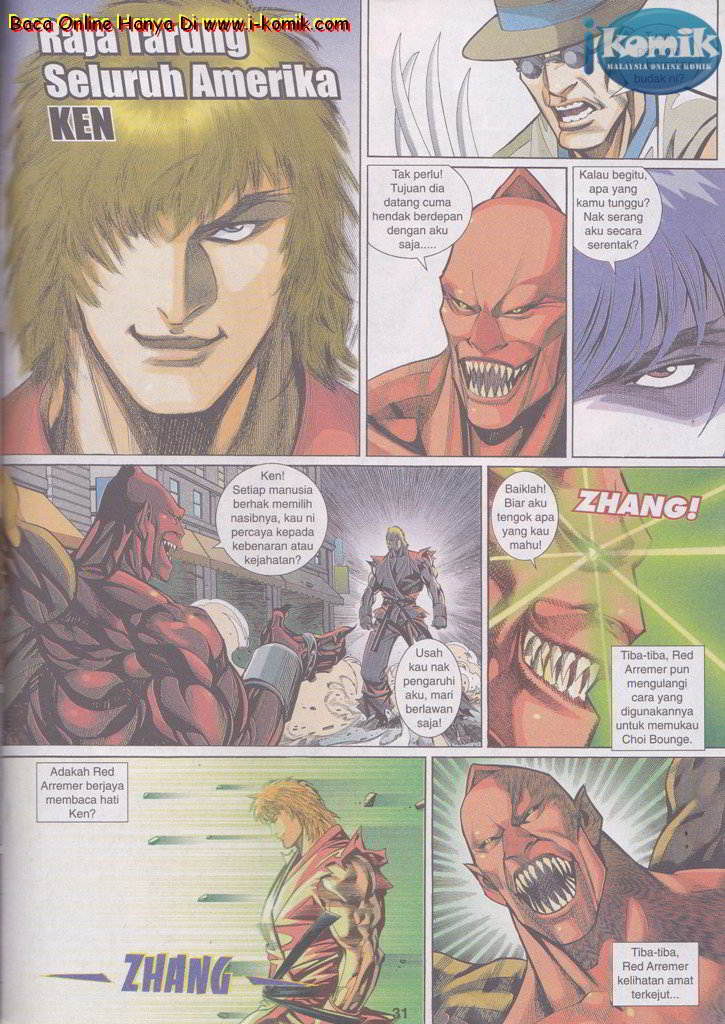 Baca Online Hanya Di www.i-komik.com
Raja Tarung
Seluruh Amerika
KEN
ikomik
MALAYSIA ONLINE KOMIK
budak ni?
Tak perlu!
Tujuan dia
datang cuma
hendak berdepan
dengan aku
saja.....
Kalau begitu,
apa yang
kamu tunggu?
Nak serang
aku secara
serentak?
Ken!
Setiap manusia
berhak memilih
nasibnya, kau ni
percaya kepada
kebenaran atau
kejahatan?
Usah
kau nak
pengaruhi
aku, mari
berlawan
saja!
Baiklah!
Biar aku
tengok apa
yang kau
mahu!
ZHANG!
Tiba-tiba, Red
Arremer pun
mengulangi
cara yang
digunakannya
untuk memukau
Choi Bounge.
Adakah Red
Arremer berjaya
membaca hati
Ken?
ZHANG
Tiba-tiba,
Red Arremer
kelihatan amat
terkejut...
31